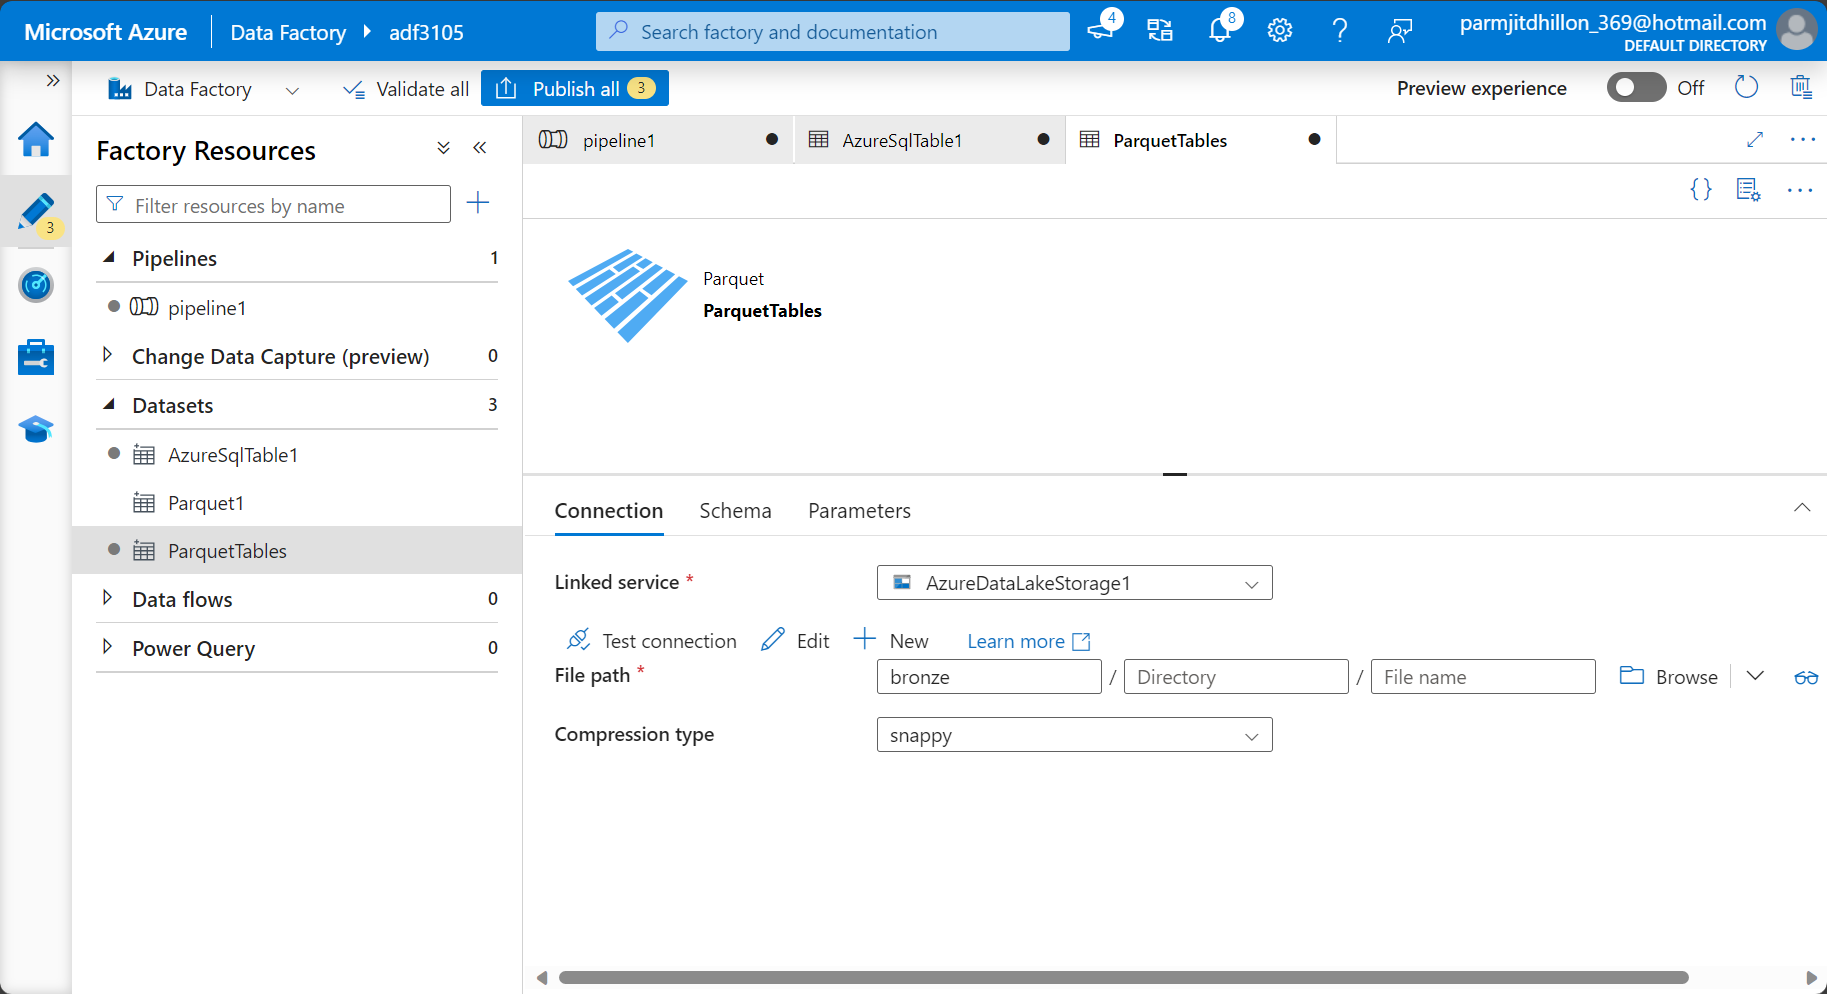 Microsoft Azure Data Factory adf3105 Search factory and documentation 4 8 parmjitdhillon_369@hotmail.com
DEFAULT DIRECTORY
Data Factory Validate all Publish all 3 Preview experience Off
Factory Resources
Filter resources by name
3
Pipelines 1
pipeline1
Change Data Capture (preview) 0
Datasets 3
AzureSqlTable1
Parquet1
ParquetTables
Data flows 0
Power Query 0
pipeline1 AzureSqlTable1 ParquetTables
Parquet
ParquetTables
Connection Schema Parameters
Linked service * AzureDataLakeStorage1
Test connection Edit New Learn more
File path * bronze / Directory / File name Browse
Compression type snappy